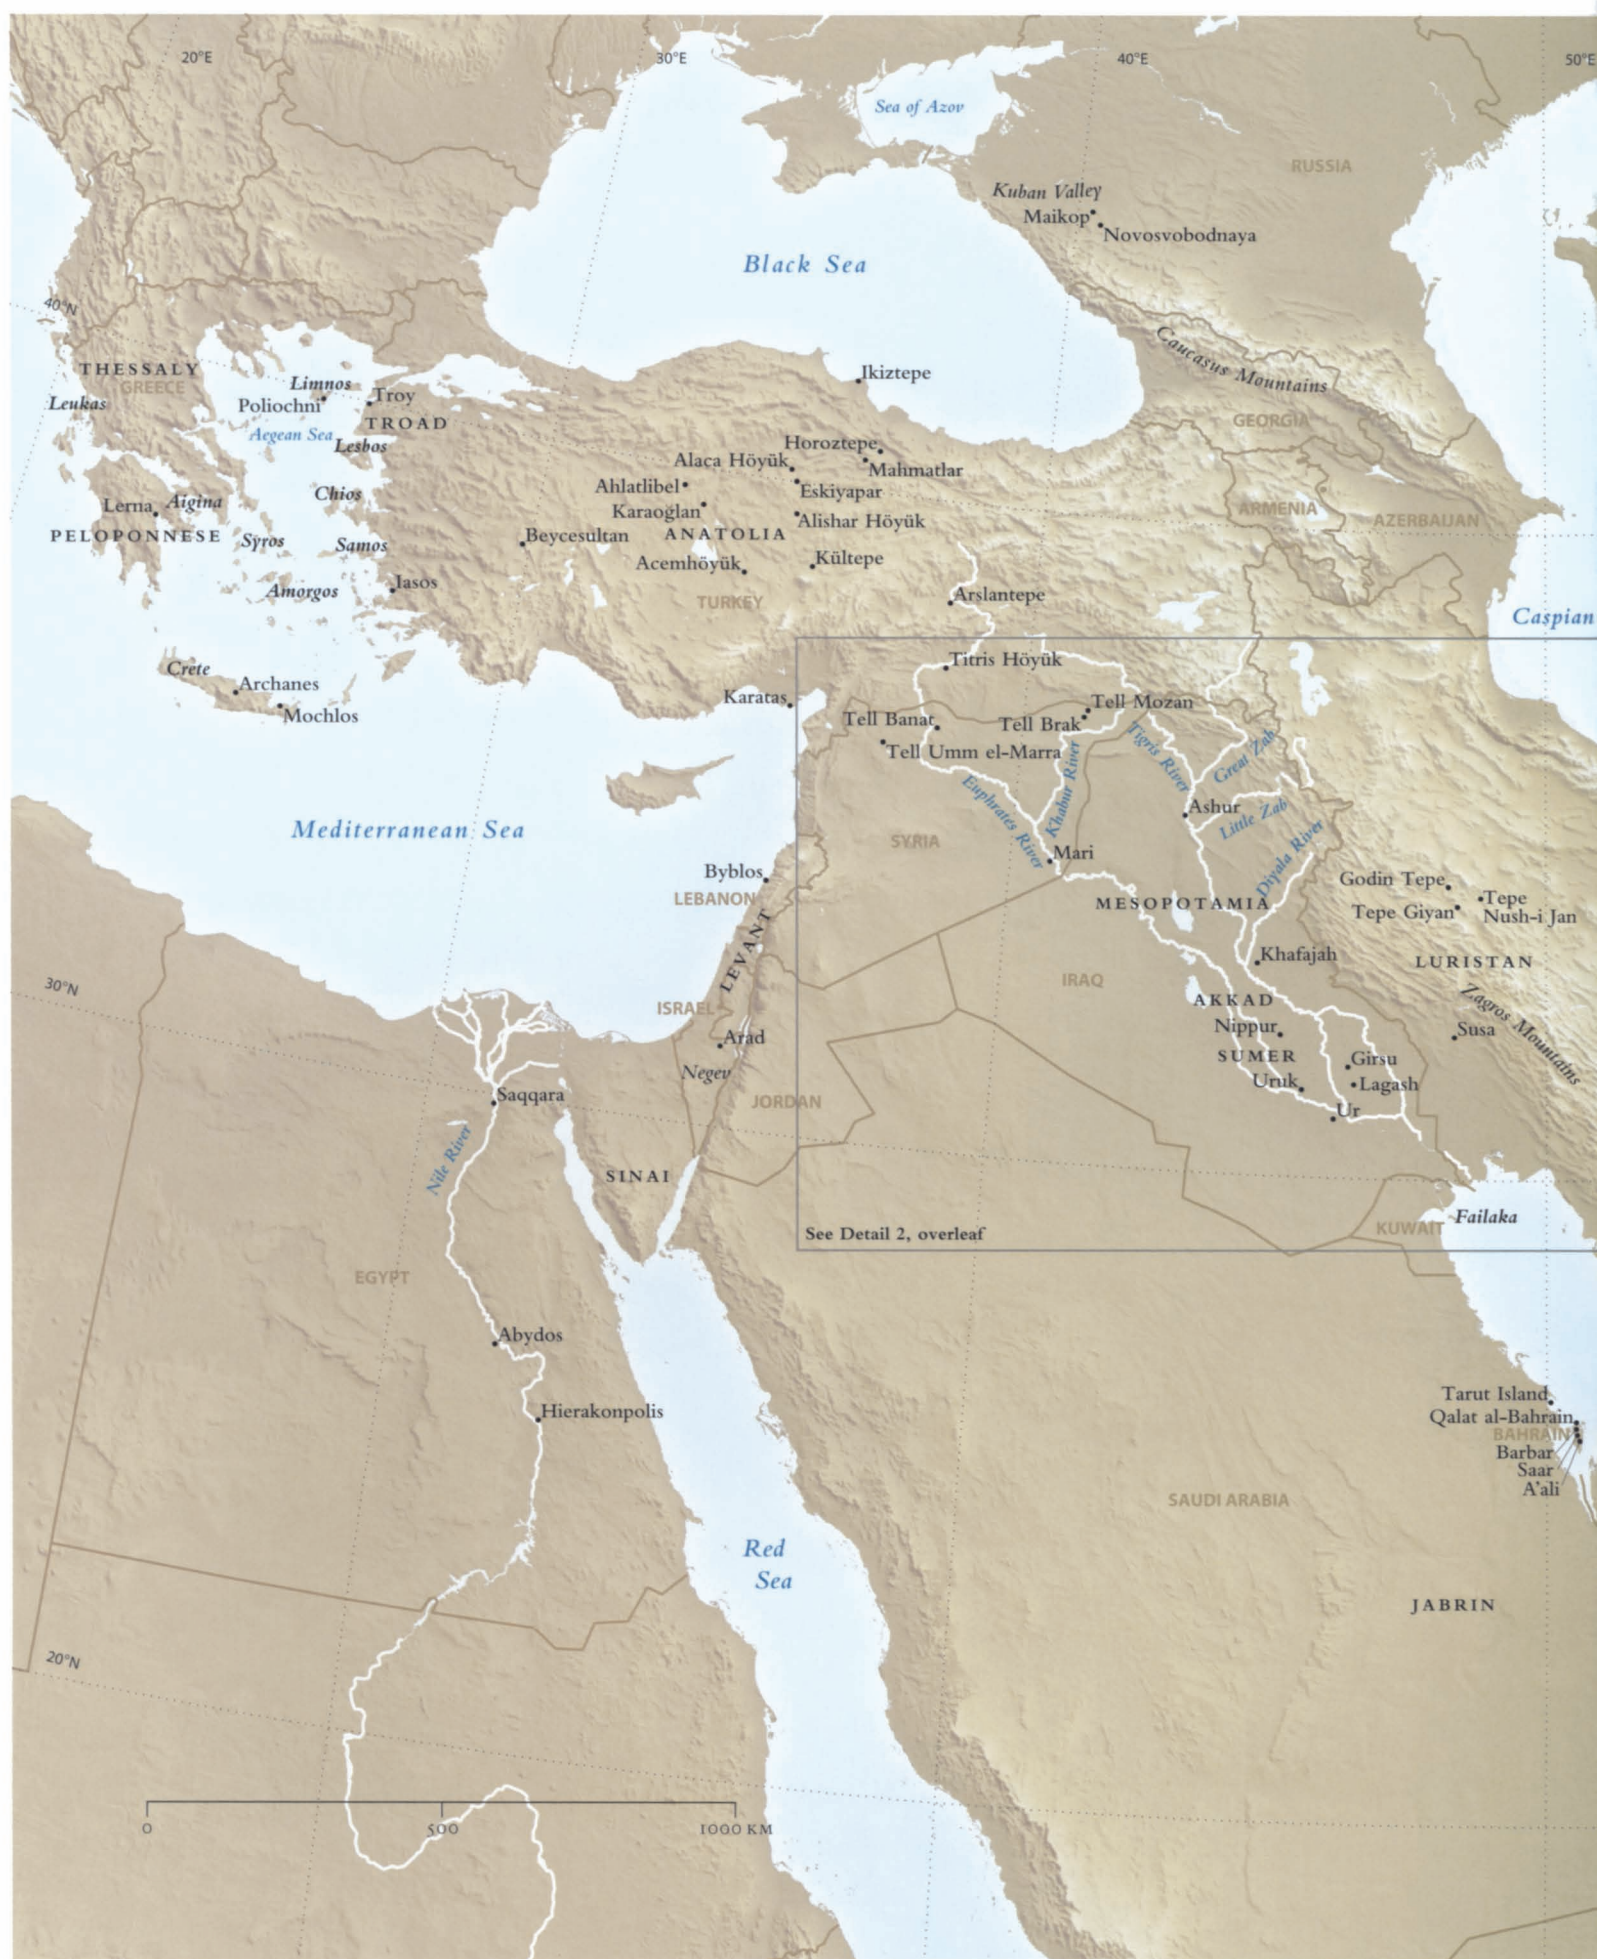 20°E
30°E
40°E
50°E
Sea of Azov
RUSSIA
Kuban Valley
Maikop
Novosvobodnaya
Black Sea
40°N
Caucasus Mountains
THESSALY
GREECE
Limnos
Ikiztepe
Leukas
Poliochni
Troy
TROAD
Aegean Sea
Lesbos
GEORGIA
Horoztepe
Alaca Höyük
Mahmatlar
Ahlatlibel
Eskiyapar
Chios
Lerna
Aigina
Karaoğlan
Alishar Höyük
ARMENIA
AZERBAIJAN
PELOPONNESE
Syros
Samos
Beycesultan
ANATOLIA
Acemhöyük
Kültepe
Iasos
Amorgos
TURKEY
Arslantepe
Caspian
Crete
Archanes
Mochlos
Titris Höyük
Karatas
Tell Mozan
Tell Banat
Tell Brak
Tell Umm el-Marra
Tigris River
Great Zab
Khabur River
Euphrates River
Ashur
Little Zab
Mediterranean Sea
SYRIA
Diyala River
Mari
Byblos
LEBANON
Godin Tepe
Tepe
Nush-i Jan
Tepe Giyan
MESOPOTAMIA
LEVANT
Khafajah
LURISTAN
30°N
IRAQ
Zagros Mountains
ISRAEL
AKKAD
Nippur
Susa
Arad
SUMER
Girsu
Negev
Uruk
Lagash
Saqqara
JORDAN
Ur
Nile River
SINAI
KUWAIT
Failaka
See Detail 2, overleaf
EGYPT
Abydos
Tarut Island
Hierakonpolis
Qalat al-Bahrain
BAHRAIN
Barbar
Saar
A'ali
SAUDI ARABIA
Red
Sea
JABRIN
20°N
0
500
1000 KM